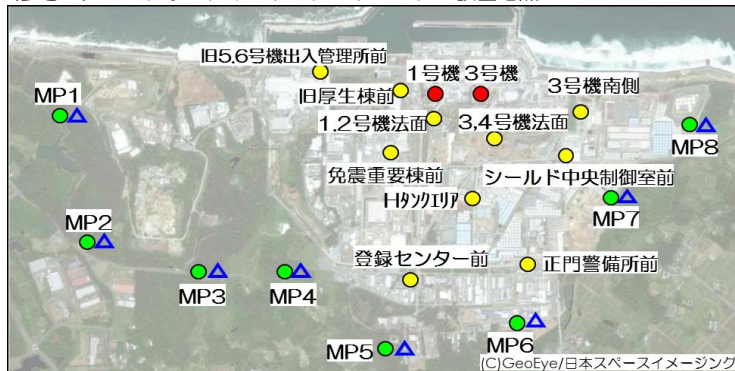 旧5,6号機出入管理所前
1号機
3号機
MP1
旧厚生棟前
3号機南側
1,2号機法面
3,4号機法面
MP8
免震重要棟前
シールド中央制御室前
Hタンクエリア
MP7
MP2
登録センター前
正門警備所前
MP3
MP4
MP6
MP5
(C)GeoEye/日本スペースイメージング